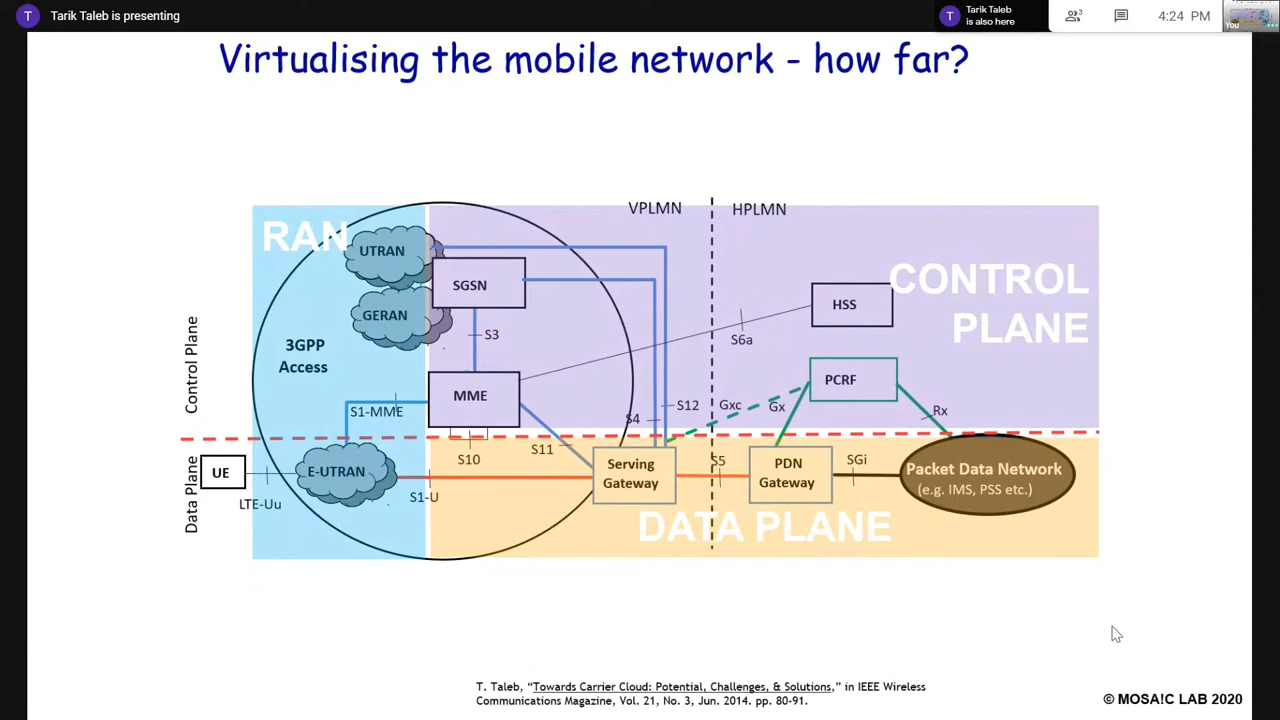 T
Tarik Taleb is presenting
T
Tarik Taleb
is also here
3
4:24 PM
You
Virtualising the mobile network - how far?
VPLMN
HPLMN
RAN
UTRAN
SGSN
GERAN
CONTROL
PLANE
HSS
3GPP
Access
S3
S6a
Control Plane
MME
PCRF
S1-MME
S4
S12
Gxc
Gx
Rx
S10
S11
Data Plane
UE
LTE-Uu
E-UTRAN
S1-U
Serving
Gateway
S5
PDN
Gateway
SGi
Packet Data Network
(e.g. IMS, PSS etc.)
DATA PLANE
T. Taleb, “Towards Carrier Cloud: Potential, Challenges, & Solutions,” in IEEE Wireless
Communications Magazine, Vol. 21, No. 3, Jun. 2014. pp. 80-91.
© MOSA!C LAB 2020